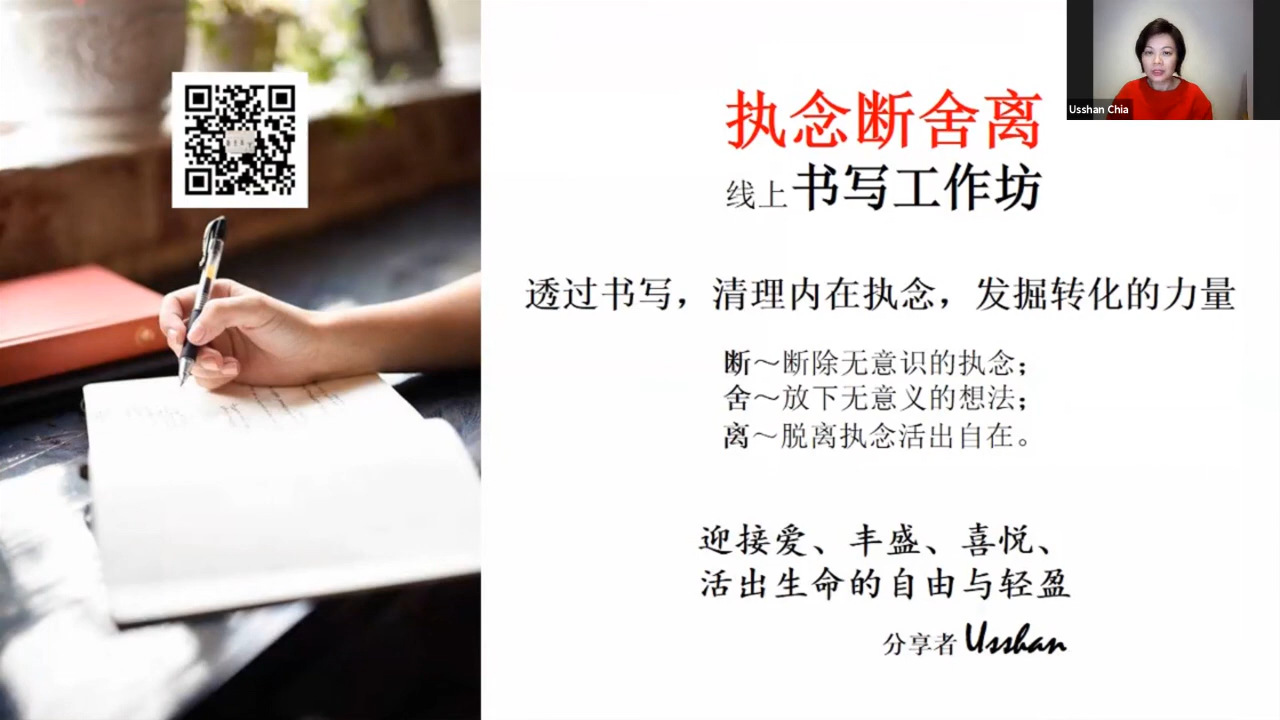 Usshan Chia
执念断舍离
线上书写工作坊
透过书写，清理内在执念，发掘转化的力量
断～断除无意识的执念；
舍～放下无意义的想法；
离～脱离执念活出自在。
迎接爱、丰盛、喜悦、
活出生命的自由与轻盈
分享者 Usshan